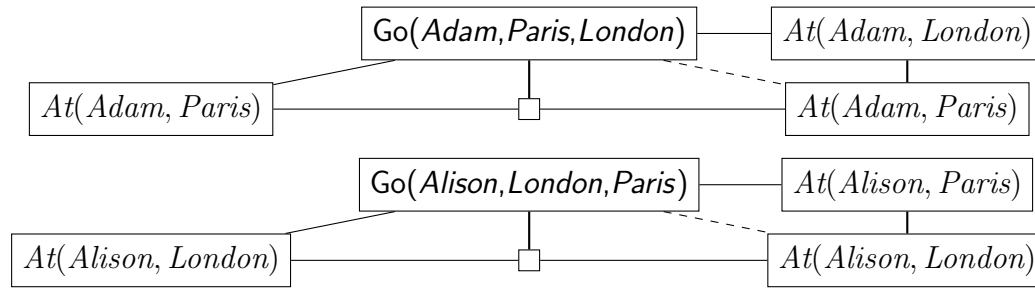 Go(Adam,Paris,London) At(Adam, London)
At(Adam, Paris) At(Adam, Paris)
Go(Alison,London,Paris) At(Alison, Paris)
At(Alison, London) At(Alison, London)